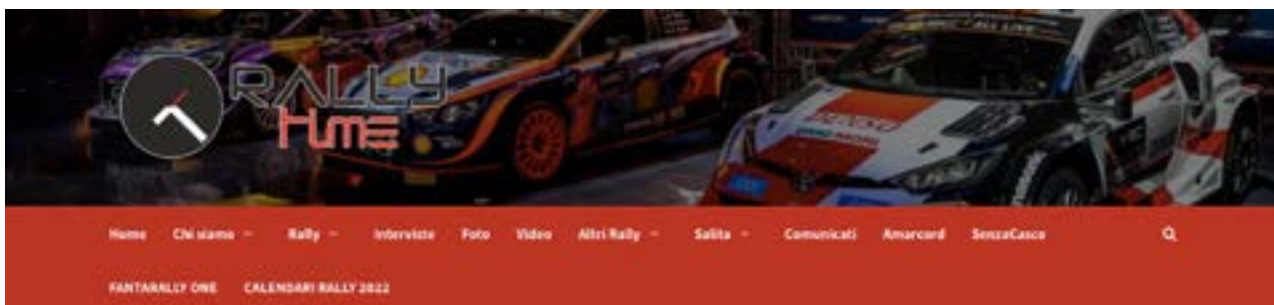 RALLY
TIME
Home Chi siamo Rally Interviste Foto Video Altri Rally Salita Comunicati Amarcord SenzaCasco
FANTARALLY ONE CALENDARI RALLY 2022
DENSO